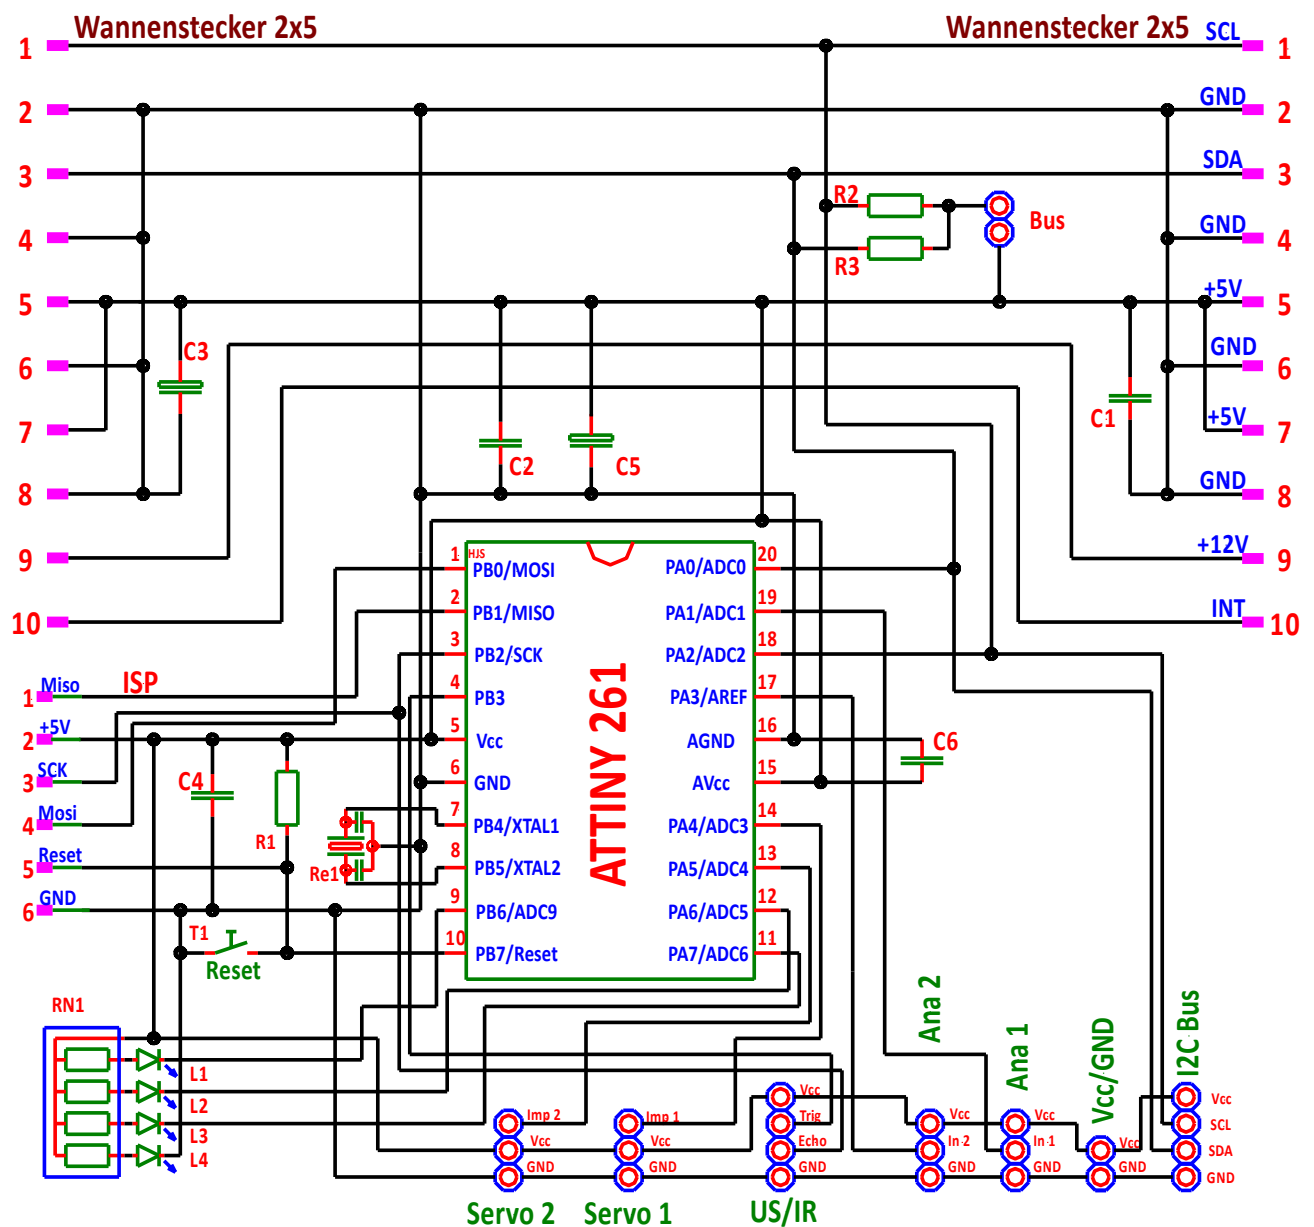 Wannenstecker 2x5 Wannenstecker 2x5
1 SCL 1
2 GND 2
3 SDA 3
R2
Bus
4 GND 4
R3
5 +5V 5
C3
6 GND 6
7 C1 +5V 7
C2 C5
8 GND 8
9 +12V 9
10 INT 10
HJS
ATTINY 261
1 PB0/MOSI PA0/ADC0 20
2 PB1/MISO PA1/ADC1 19
3 PB2/SCK PA2/ADC2 18
4 PB3 PA3/AREF 17
5 Vcc AGND 16
6 GND AVcc 15
7 PB4/XTAL1 PA4/ADC3 14
8 PB5/XTAL2 PA5/ADC4 13
9 PB6/ADC9 PA6/ADC5 12
10 PB7/Reset PA7/ADC6 11
C6
ISP
1 Miso
2 +5V
3 SCK
4 Mosi
5 Reset
6 GND
C4
R1
Re1
T1
Reset
RN1
L1
L2
L3
L4
Imp 2
Vcc
GND
Servo 2
Imp 1
Vcc
GND
Servo 1
Vcc
Trig
Echo
GND
US/IR
Ana 2
Vcc
In 2
GND
Ana 1
Vcc
In 1
GND
Vcc/GND
Vcc
GND
I2C Bus
Vcc
SCL
SDA
GND